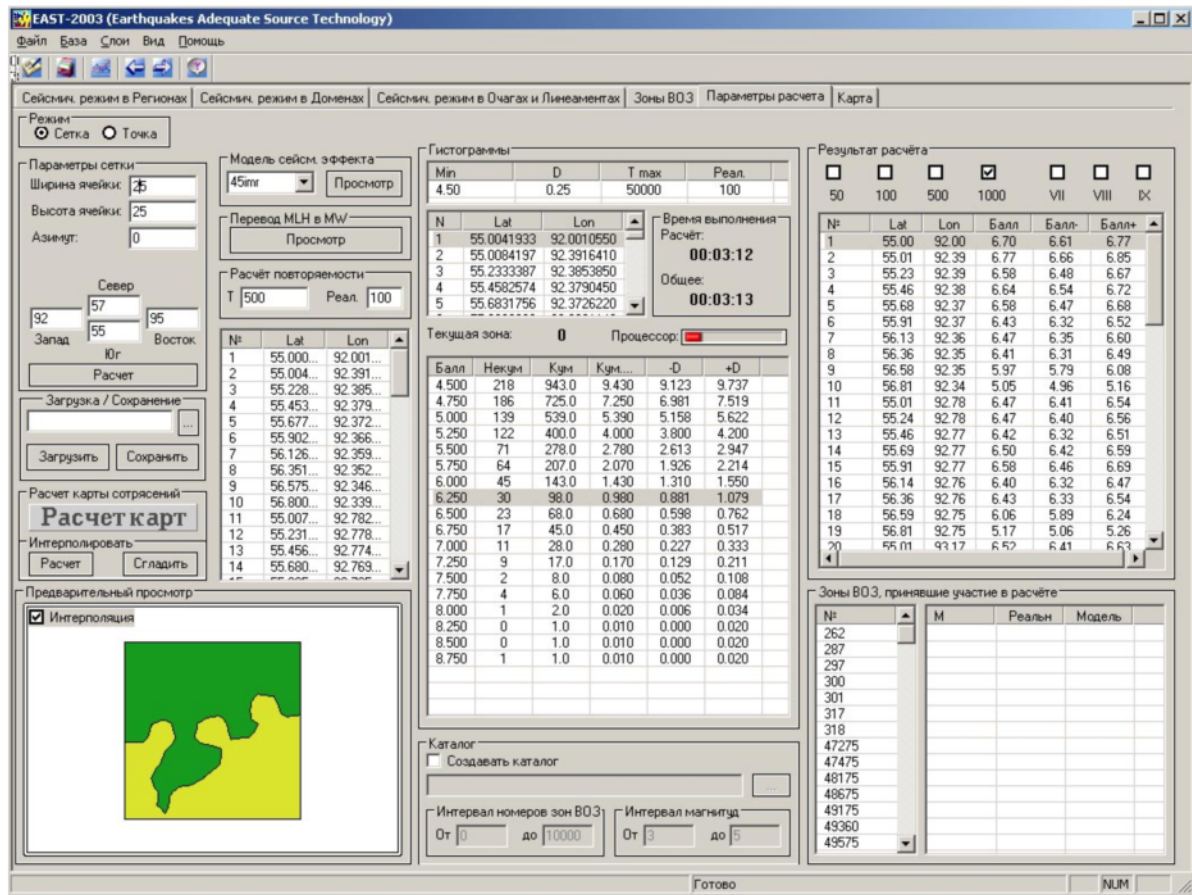 EAST-2003 (Earthquakes Adequate Source Technology)
Файл База Слои Вид Помощь
Сейсмич. режим в Регионах Сейсмич. режим в Доменах Сейсмич. режим в Очагах и Линеаментах Зоны ВОЗ Параметры расчета Карта
Режим
Сетка Точка
Параметры сетки
Ширина ячейки: 25
Высота ячейки: 25
Азимут: 0
Север
57
92 95
55
Запад Восток
Юг
Расчет
Загрузка / Сохранение
...
Загрузить Сохранить
Расчет карты сотрясений
Расчет карт
Интерполировать
Расчет Сгладить
Модель сейсм. эффекта
45imr Просмотр
Перевод MLH в MW
Просмотр
Расчёт повторяемости
T 500 Реал. 100
№ Lat Lon
1 55.000... 92.001...
2 55.004... 92.391...
3 55.228... 92.385...
4 55.453... 92.379...
5 55.677... 92.372...
6 55.902... 92.366...
7 56.126... 92.359...
8 56.351... 92.352...
9 56.575... 92.346...
10 56.800... 92.339...
11 55.007... 92.782...
12 55.231... 92.778...
13 55.456... 92.774...
14 55.680... 92.769...
Предварительный просмотр
Интерполяция
Гистограммы
Min D T max Реал.
4.50 0.25 50000 100
N Lat Lon
1 55.0041933 92.0010550
2 55.0084197 92.3916410
3 55.2333387 92.3853850
4 55.4582574 92.3790450
5 55.6831756 92.3726220
Время выполнения
Расчёт:
00:03:12
Общее:
00:03:13
Текущая зона: 0 Процессор:
Балл Некум Кум Кум.... -D +D
4.500 218 943.0 9.430 9.123 9.737
4.750 186 725.0 7.250 6.981 7.519
5.000 139 539.0 5.390 5.158 5.622
5.250 122 400.0 4.000 3.800 4.200
5.500 71 278.0 2.780 2.613 2.947
5.750 64 207.0 2.070 1.926 2.214
6.000 45 143.0 1.430 1.310 1.550
6.250 30 98.0 0.980 0.881 1.079
6.500 23 68.0 0.680 0.598 0.762
6.750 17 45.0 0.450 0.383 0.517
7.000 11 28.0 0.280 0.227 0.333
7.250 9 17.0 0.170 0.129 0.211
7.500 2 8.0 0.080 0.052 0.108
7.750 4 6.0 0.060 0.036 0.084
8.000 1 2.0 0.020 0.006 0.034
8.250 0 1.0 0.010 0.000 0.020
8.500 0 1.0 0.010 0.000 0.020
8.750 1 1.0 0.010 0.000 0.020
Каталог
Создавать каталог
...
Интервал номеров зон ВОЗ
От 0 до 10000
Интервал магнитуд
От 3 до 5
Результат расчёта
50 100 500 1000 VII VIII IX
№ Lat Lon Балл Балл- Балл+
1 55.00 92.00 6.70 6.61 6.77
2 55.01 92.39 6.77 6.66 6.85
3 55.23 92.39 6.58 6.48 6.67
4 55.46 92.38 6.64 6.54 6.72
5 55.68 92.37 6.58 6.47 6.68
6 55.91 92.37 6.43 6.32 6.52
7 56.13 92.36 6.47 6.35 6.60
8 56.36 92.35 6.41 6.31 6.49
9 56.58 92.35 5.97 5.79 6.08
10 56.81 92.34 5.05 4.96 5.16
11 55.01 92.78 6.47 6.41 6.54
12 55.24 92.78 6.47 6.40 6.56
13 55.46 92.77 6.42 6.32 6.51
14 55.69 92.77 6.50 6.42 6.59
15 55.91 92.77 6.58 6.46 6.69
16 56.14 92.76 6.40 6.32 6.47
17 56.36 92.76 6.43 6.33 6.54
18 56.59 92.75 6.06 5.89 6.24
19 56.81 92.75 5.17 5.06 5.26
20 55.01 93.17 6.52 6.41 6.63
Зоны ВОЗ, принявшие участие в расчёте
№ M Реальн Модель
262
287
297
300
301
317
318
47275
47475
48175
48675
49175
49360
49575
Готово NUM